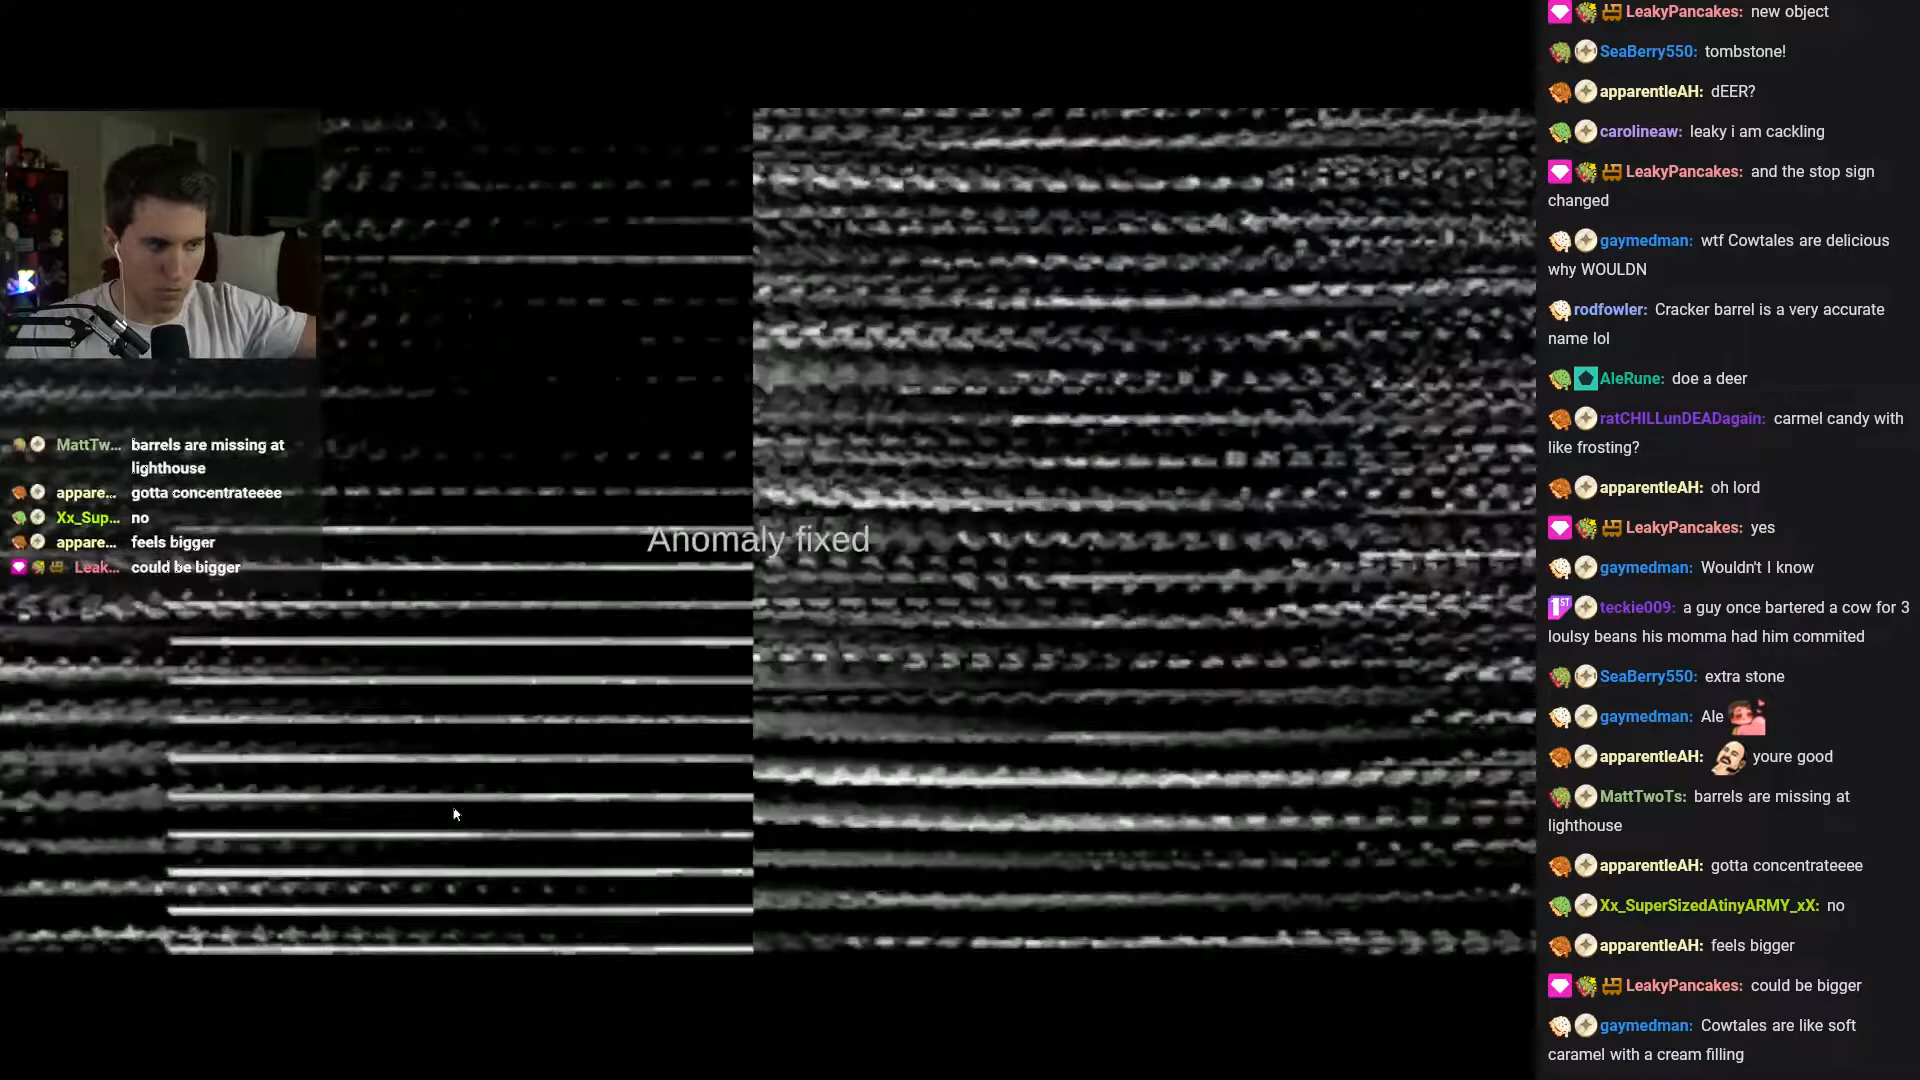 MattTw... barrels are missing at
lighthouse
appare... gotta concentrateeee
Xx_Sup... no
appare... feels bigger
Leak... could be bigger
Anomaly fixed
LeakyPancakes: new object
SeaBerry550: tombstone!
apparentleAH: dEER?
carolineaw: leaky i am cackling
LeakyPancakes: and the stop sign
changed
gaymedman: wtf Cowtales are delicious
why WOULDN
rodfowler: Cracker barrel is a very accurate
name lol
AleRune: doe a deer
ratCHILLunDEADagain: carmel candy with
like frosting?
apparentleAH: oh lord
LeakyPancakes: yes
gaymedman: Wouldn't I know
1ST teckie009: a guy once bartered a cow for 3
loulsy beans his momma had him commited
SeaBerry550: extra stone
gaymedman: Ale
apparentleAH: youre good
MattTwoTs: barrels are missing at
lighthouse
apparentleAH: gotta concentrateeee
Xx_SuperSizedAtinyARMY_xX: no
apparentleAH: feels bigger
LeakyPancakes: could be bigger
gaymedman: Cowtales are like soft
caramel with a cream filling